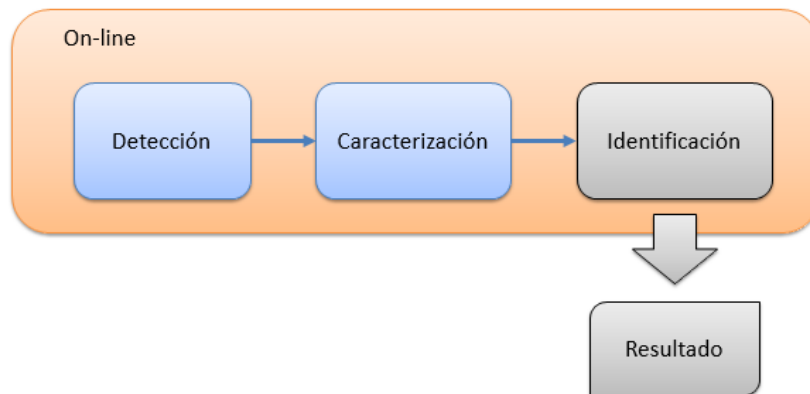 On-line
Detección
Caracterización
Identificación
Resultado